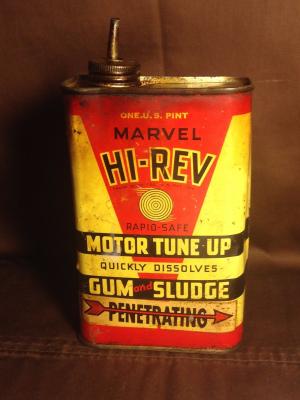 ONE U.S. PINT
MARVEL
HI-REV
RAPID-SAFE
MOTOR TUNE UP
QUICKLY DISSOLVES
GUM and SLUDGE
PENETRATING